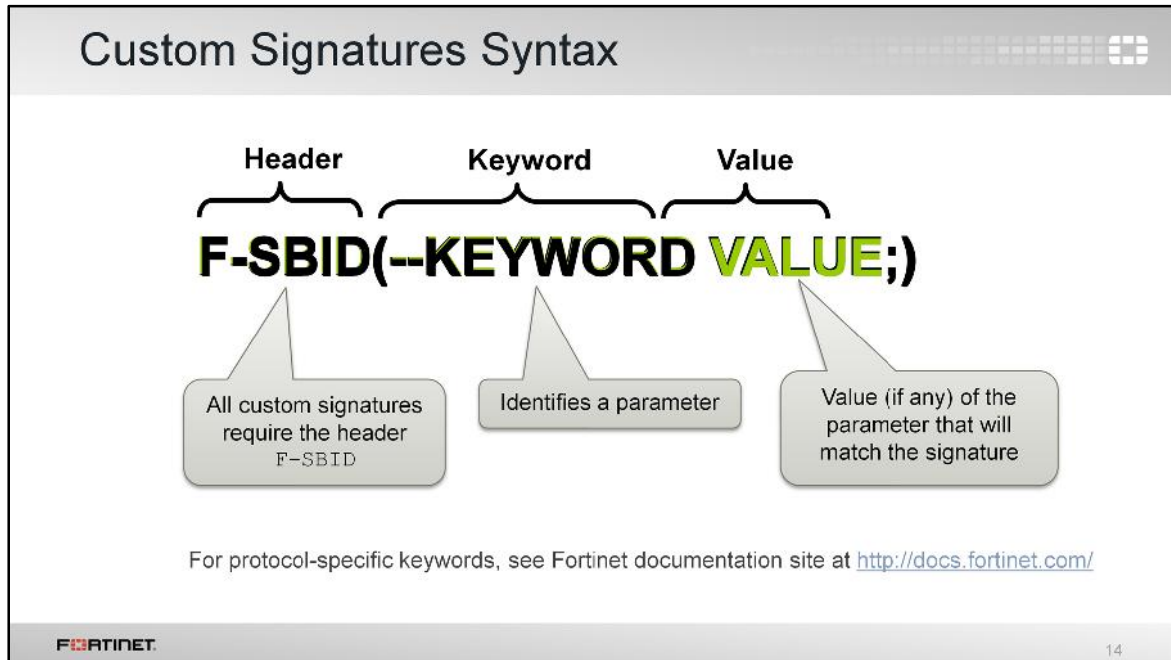 Custom Signatures Syntax
Header Keyword Value
F-SBID(--KEYWORD VALUE;)
All custom signatures
require the header
F-SBID
Identifies a parameter
Value (if any) of the
parameter that will
match the signature
For protocol-specific keywords, see Fortinet documentation site at http://docs.fortinet.com/
FORTINET.
14